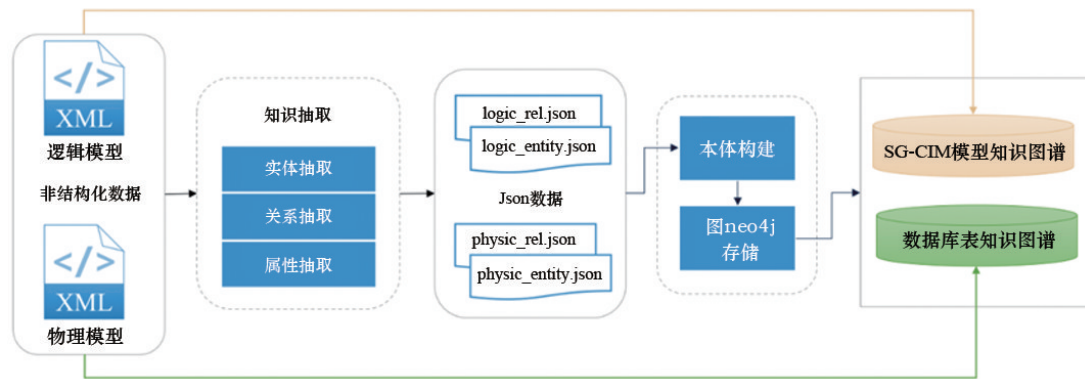 </>
XML
逻辑模型
非结构化数据
</>
XML
物理模型
知识抽取
实体抽取
关系抽取
属性抽取
logic_rel.json
logic_entity.json
Json数据
physic_rel.json
physic_entity.json
本体构建
图neo4j
存储
SG-CIM模型知识图谱
数据库表知识图谱